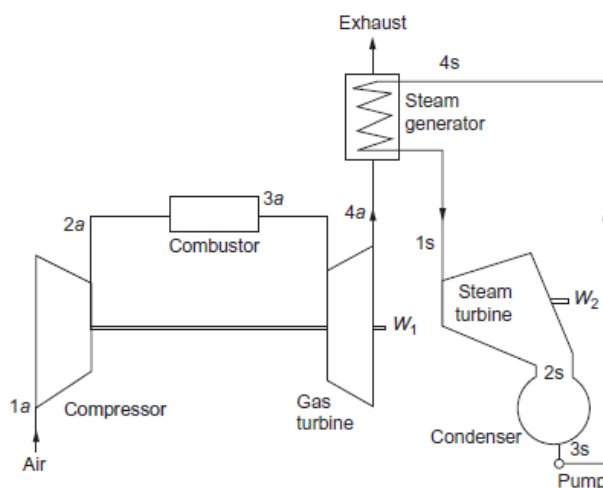 Exhaust
4s
Steam
generator
3a
2a
4a
Combustor
1s
Steam
turbine
W2
W1
2s
1a
Compressor
Gas
turbine
Condenser
3s
Air
Pump